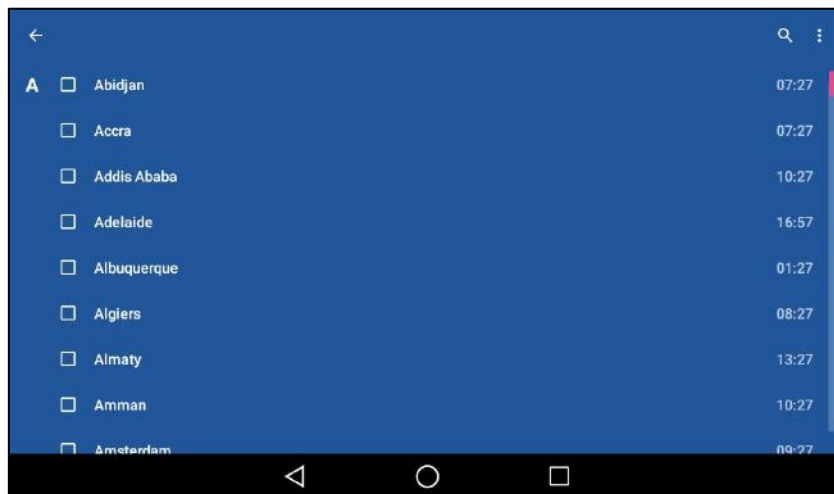 A Abidjan 07:27
Accra 07:27
Addis Ababa 10:27
Adelaide 16:57
Albuquerque 01:27
Algiers 08:27
Almaty 13:27
Amman 10:27
Amsterdam 09:27